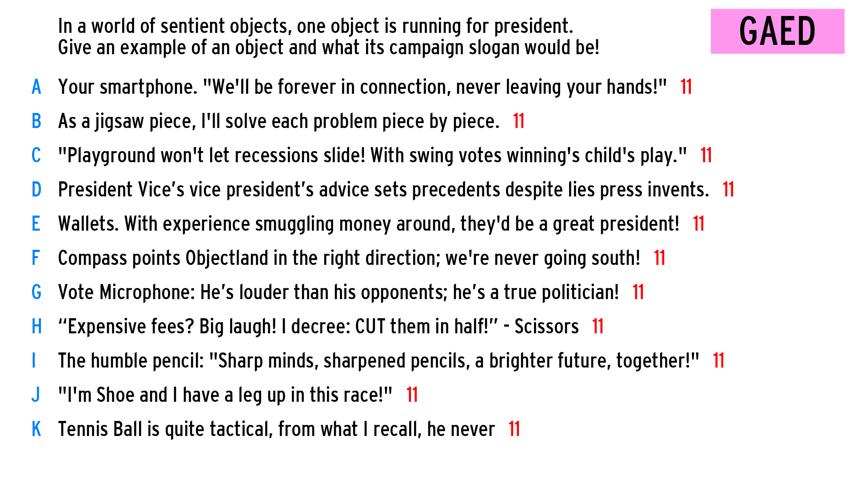 In a world of sentient objects, one object is running for president.
Give an example of an object and what its campaign slogan would be!
GAED
A Your smartphone. "We'll be forever in connection, never leaving your hands!" 11
B As a jigsaw piece, I'll solve each problem piece by piece. 11
C "Playground won't let recessions slide! With swing votes winning's child's play." 11
D President Vice’s vice president’s advice sets precedents despite lies press invents. 11
E Wallets. With experience smuggling money around, they'd be a great president! 11
F Compass points Objectland in the right direction; we're never going south! 11
G Vote Microphone: He’s louder than his opponents; he’s a true politician! 11
H “Expensive fees? Big laugh! I decree: CUT them in half!” - Scissors 11
I The humble pencil: "Sharp minds, sharpened pencils, a brighter future, together!" 11
J "I'm Shoe and I have a leg up in this race!" 11
K Tennis Ball is quite tactical, from what I recall, he never 11